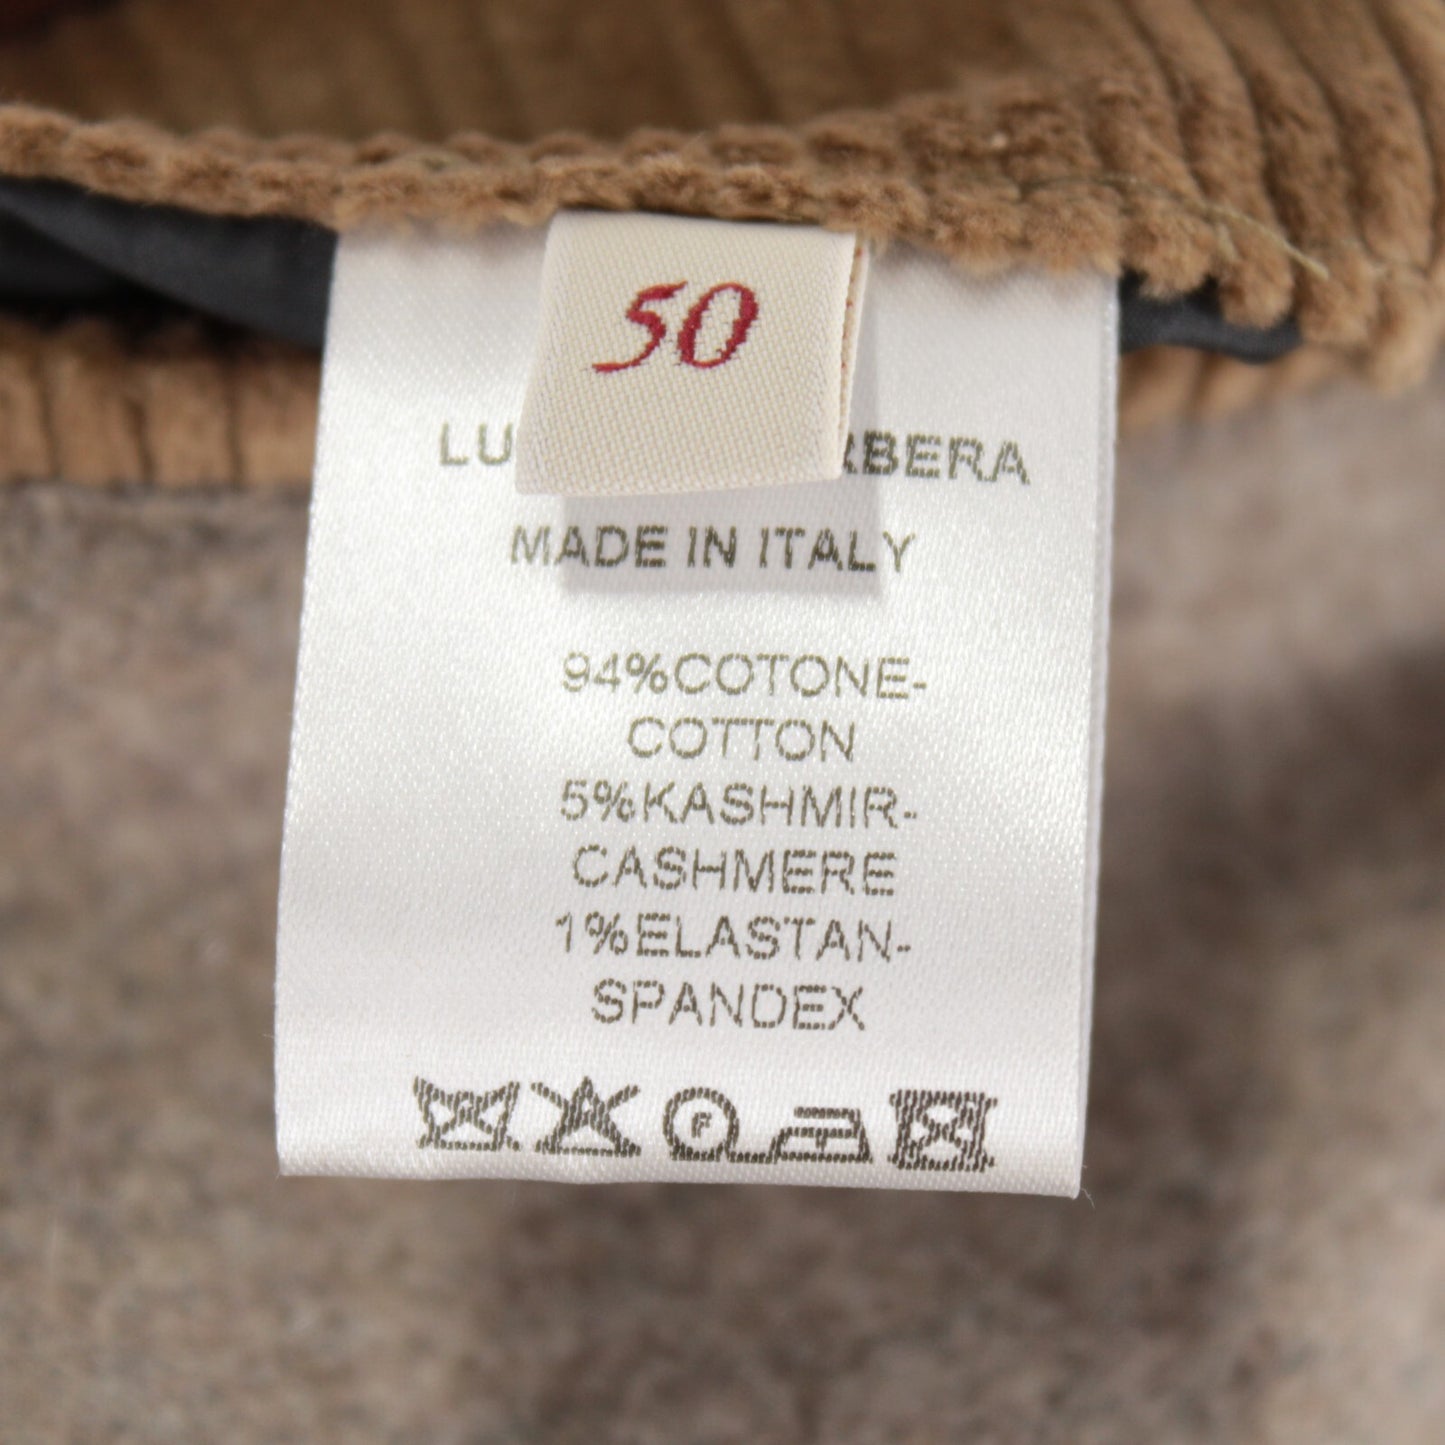 50
MADE IN ITALY
94%COTONE-
COTTON
5%KASHMIR-
CASHMERE
1%ELASTAN-
SPANDEX
F